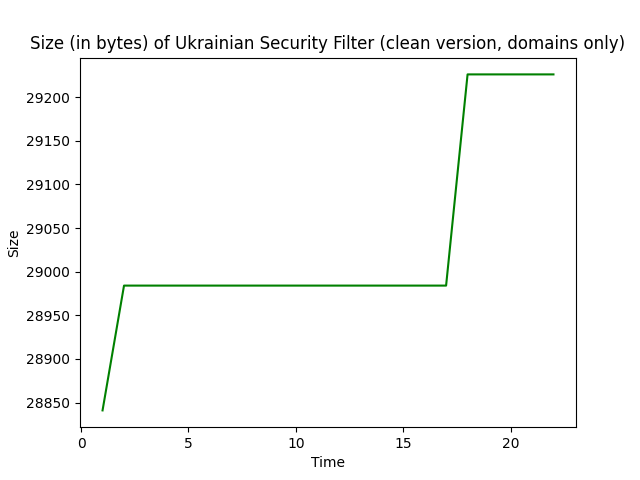 Size (in bytes) of Ukrainian Security Filter (clean version, domains only)
29200
29150
29100
29050
29000
28950
28900
28850
Size
0 5 10 15 20
Time